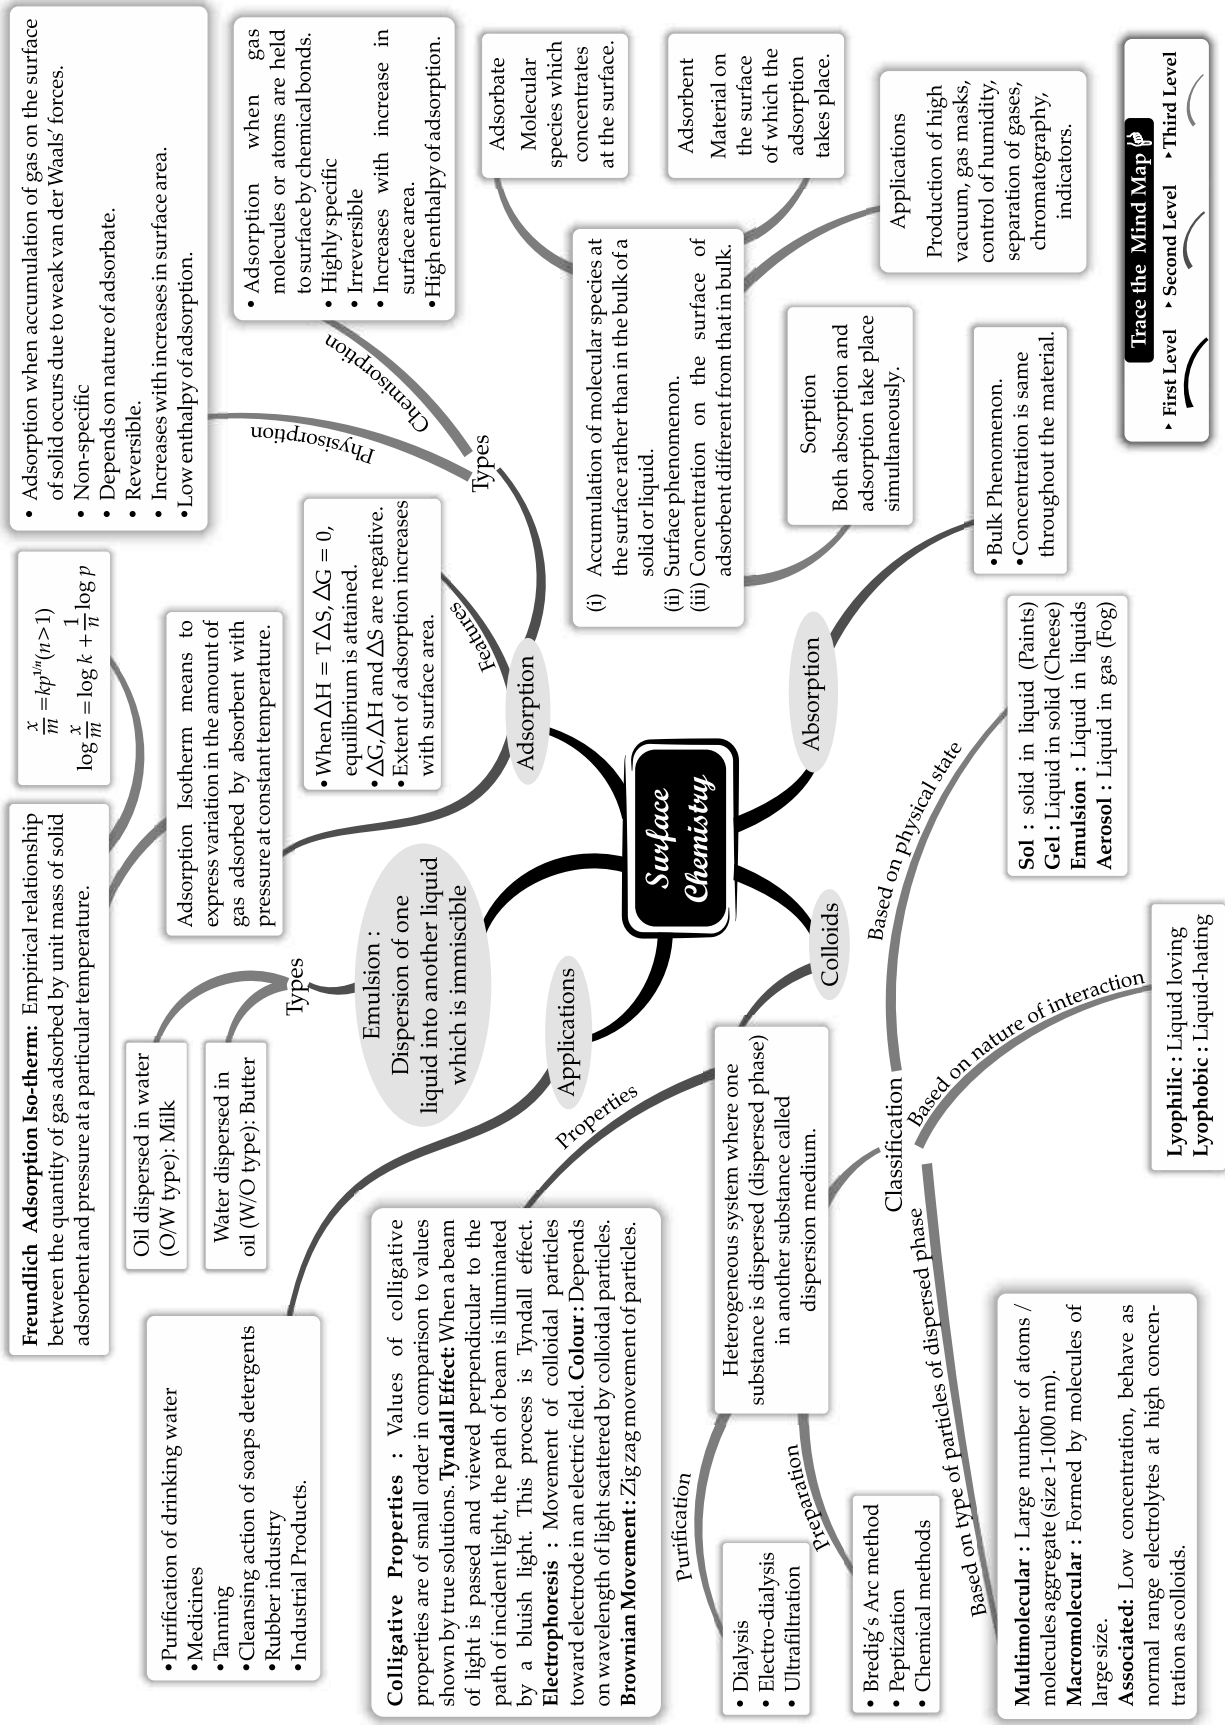 Surface
Chemistry
Adsorption
Features
• When ΔH = T ΔS, ΔG = 0,
equilibrium is attained.
• ΔG, ΔH and ΔS are negative.
• Extent of adsorption increases
with surface area.
Types
Physisorption
• Adsorption when accumulation of gas on the surface
of solid occurs due to weak van der Waals' forces.
• Non-specific
• Depends on nature of adsorbate.
• Reversible.
• Increases with increases in surface area.
• Low enthalpy of adsorption.
Chemisorption
• Adsorption when gas
molecules or atoms are held
to surface by chemical bonds.
• Highly specific
• Irreversible
• Increases with increase in
surface area.
• High enthalpy of adsorption.
Adsorption Isotherm means to
express variation in the amount of
gas adsorbed by absorbent with
pressure at constant temperature.
Freundlich Adsorption Iso-therm: Empirical relationship
between the quantity of gas adsorbed by unit mass of solid
adsorbent and pressure at a particular temperature.
x/m = kp^1/n (n>1)
log x/m = log k + 1/n log p
(i) Accumulation of molecular species at
the surface rather than in the bulk of a
solid or liquid.
(ii) Surface phenomenon.
(iii) Concentration on the surface of
adsorbent different from that in bulk.
Adsorbate
Molecular
species which
concentrates
at the surface.
Adsorbent
Material on
the surface
of which the
adsorption
takes place.
Applications
Production of high
vacuum, gas masks,
control of humidity,
separation of gases,
chromatography,
indicators.
Sorption
Both absorption and
adsorption take place
simultaneously.
Absorption
• Bulk Phenomenon.
• Concentration is same
throughout the material.
Emulsion :
Dispersion of one
liquid into another liquid
which is immiscible
Types
Oil dispersed in water
(O/W type): Milk
Water dispersed in
oil (W/O type): Butter
Applications
• Purification of drinking water
• Medicines
• Tanning
• Cleansing action of soaps detergents
• Rubber industry
• Industrial Products.
Colloids
Heterogeneous system where one
substance is dispersed (dispersed phase)
in another substance called
dispersion medium.
Properties
Colligative Properties : Values of colligative
properties are of small order in comparison to values
shown by true solutions. Tyndall Effect: When a beam
of light is passed and viewed perpendicular to the
path of incident light, the path of beam is illuminated
by a bluish light. This process is Tyndall effect.
Electrophoresis : Movement of colloidal particles
toward electrode in an electric field. Colour : Depends
on wavelength of light scattered by colloidal particles.
Brownian Movement : Zig zag movement of particles.
Purification
• Dialysis
• Electro-dialysis
• Ultrafiltration
Preparation
• Bredig's Arc method
• Peptization
• Chemical methods
Classification
Based on physical state
Sol : solid in liquid (Paints)
Gel : Liquid in solid (Cheese)
Emulsion : Liquid in liquids
Aerosol : Liquid in gas (Fog)
Based on nature of interaction
Lyophilic : Liquid loving
Lyophobic : Liquid-hating
Based on type of particles of dispersed phase
Multimolecular : Large number of atoms /
molecules aggregate (size 1-1000 nm).
Macromolecular : Formed by molecules of
large size.
Associated: Low concentration, behave as
normal range electrolytes at high concen-
tration as colloids.
Trace the Mind Map
▸ First Level ▸ Second Level ▸ Third Level